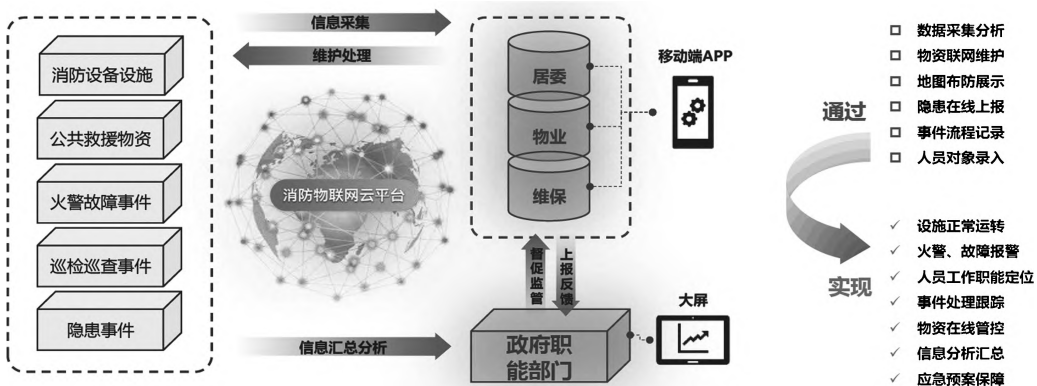 消防设备设施
公共救援物资
火警故障事件
巡检巡查事件
隐患事件
信息采集
维护处理
消防物联网云平台
信息汇总分析
居委
物业
维保
移动端APP
督促监管
上报反馈
政府职
能部门
大屏
通过
实现
数据采集分析
物资联网维护
地图布防展示
隐患在线上报
事件流程记录
人员对象录入
设施正常运转
火警、故障报警
人员工作职能定位
事件处理跟踪
物资在线管控
信息分析汇总
应急预案保障